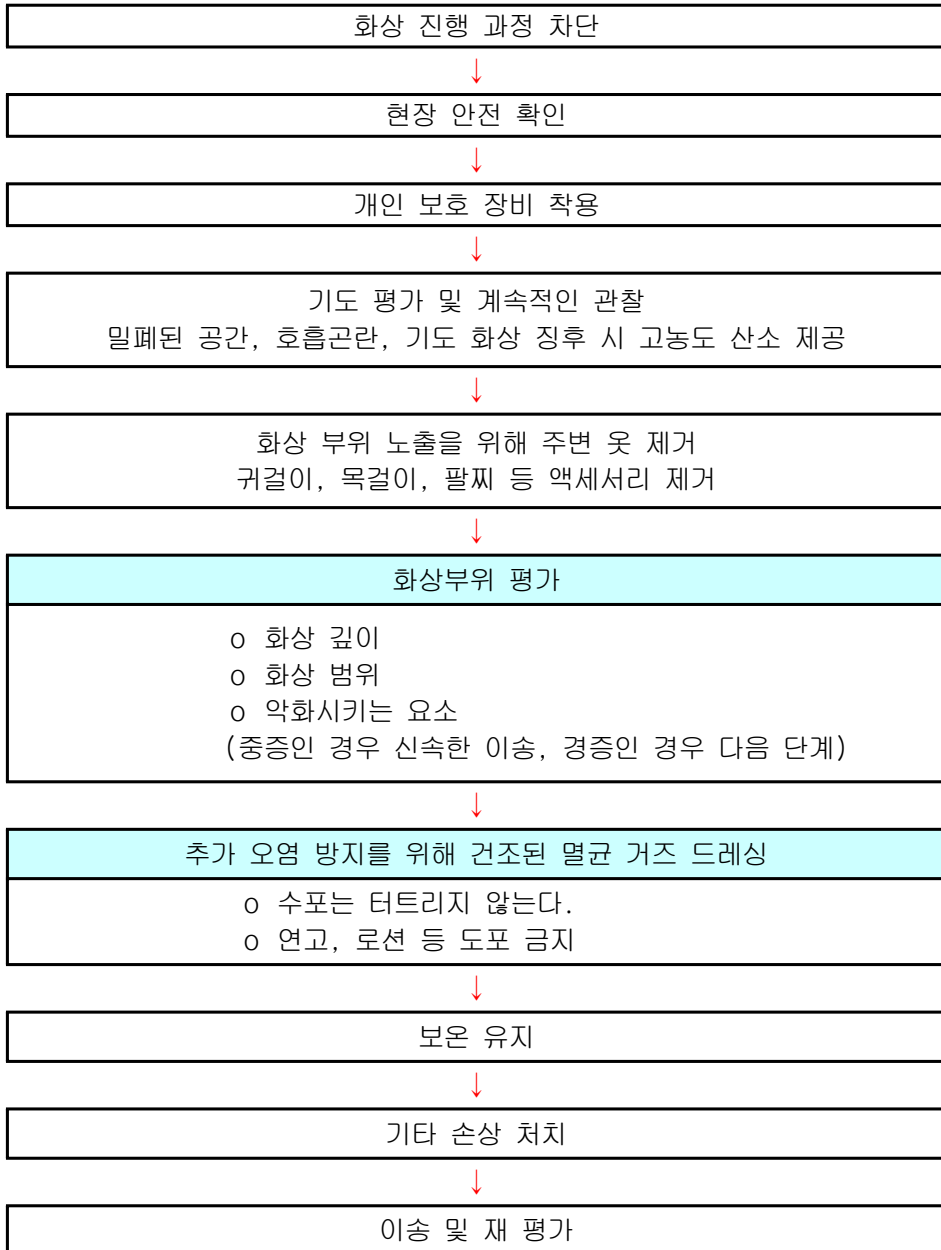 화상 진행 과정 차단
↓
현장 안전 확인
↓
개인 보호 장비 착용
↓
기도 평가 및 계속적인 관찰
밀폐된 공간, 호흡곤란, 기도 화상 징후 시 고농도 산소 제공
↓
화상 부위 노출을 위해 주변 옷 제거
귀걸이, 목걸이, 팔찌 등 액세서리 제거
↓
화상부위 평가
o 화상 깊이
o 화상 범위
o 악화시키는 요소
(중증인 경우 신속한 이송, 경증인 경우 다음 단계)
↓
추가 오염 방지를 위해 건조된 멸균 거즈 드레싱
o 수포는 터트리지 않는다.
o 연고, 로션 등 도포 금지
↓
보온 유지
↓
기타 손상 처치
↓
이송 및 재 평가